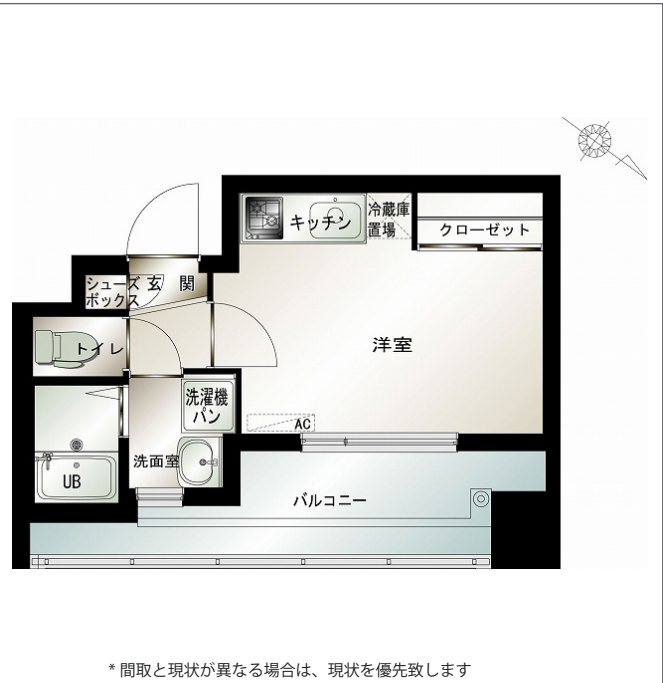 キッチン
冷蔵庫
置場
クローゼット
シューズ
ボックス
玄 関
トイレ
洋室
洗濯機
パン
AC
洗面室
UB
バルコニー
* 間取と現状が異なる場合は、現状を優先致します